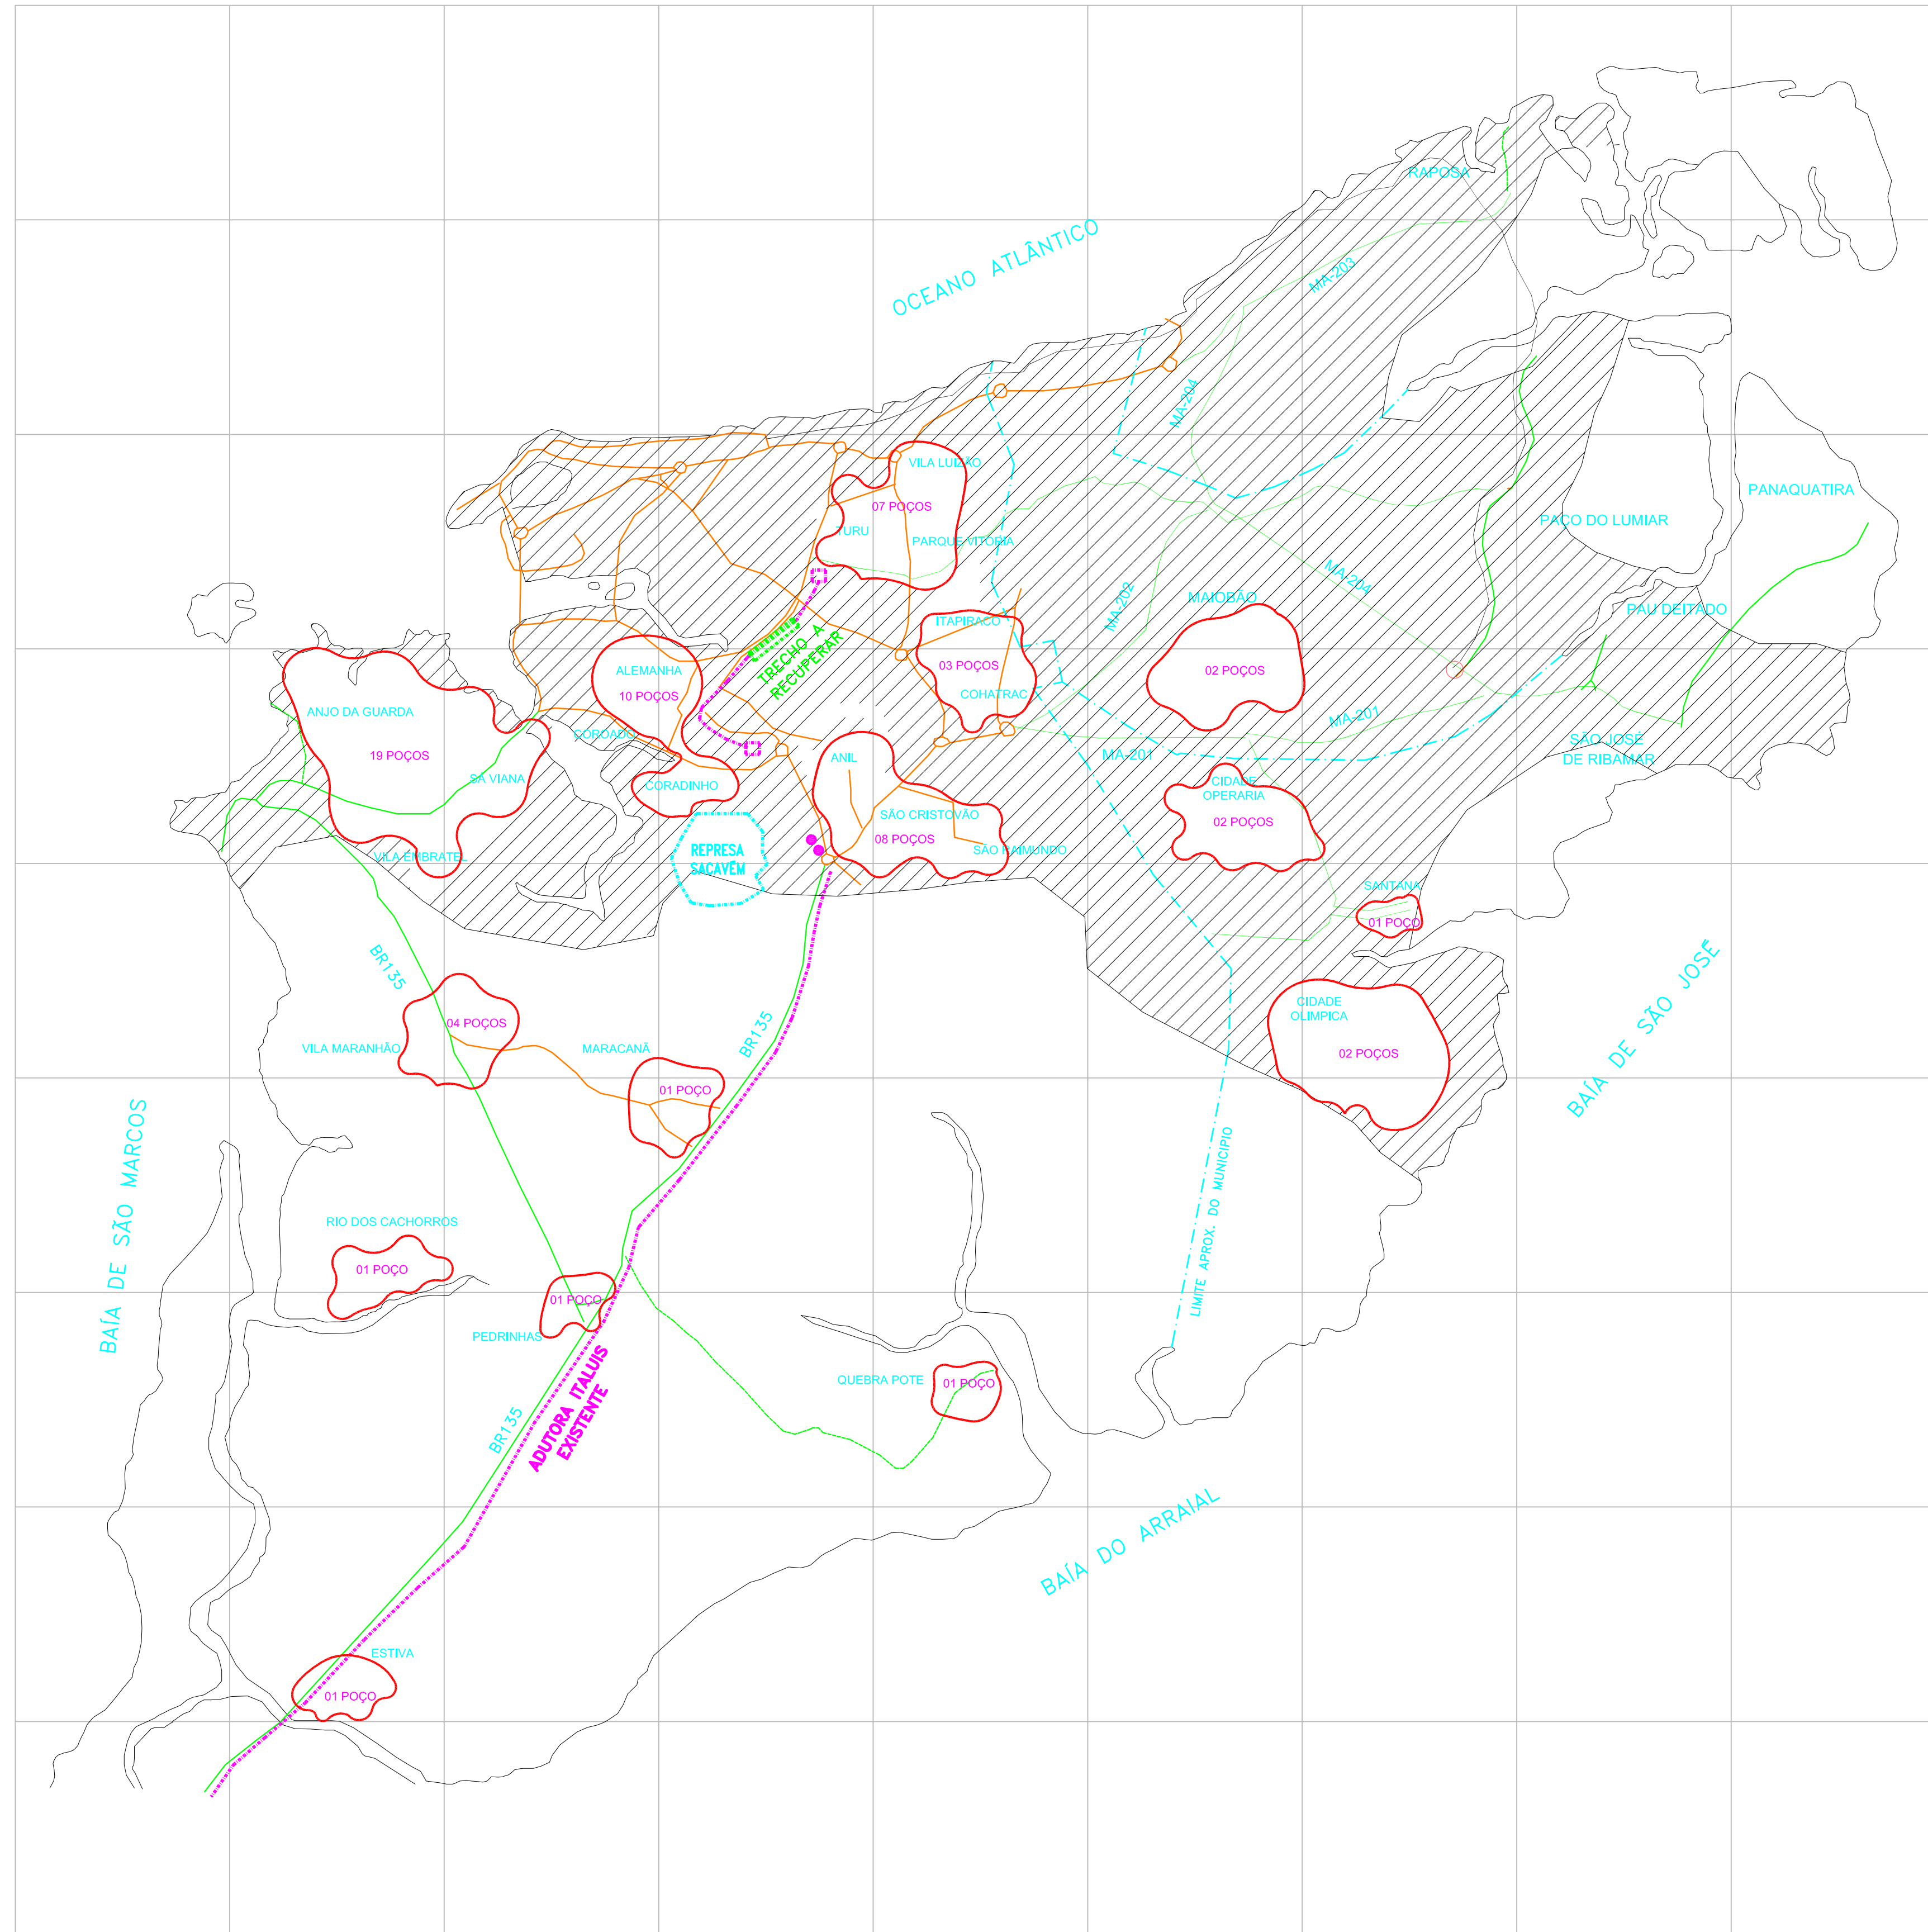 RAPOSA
OCEANO ATLÂNTICO
MA-203
MA-204
VILA LUIZÃO
07 POÇOS
TURU
PARQUE VITORIA
PANAQUATIRA
PAÇO DO LUMIAR
MA-204
MA-202
MAIOBÃO
PAU DEITADO
ITAPIRACO
TRECHO A
RECUPERAR
03 POÇOS
COHATRAC
02 POÇOS
ALEMANHA
10 POÇOS
ANJO DA GUARDA
19 POÇOS
SA VIANA
COROADO
CORADINHO
ANIL
MA-201
MA-201
SÃO JOSÉ
DE RIBAMAR
CIDADE
OPERARIA
02 POÇOS
SÃO CRISTOVÃO
08 POÇOS
SÃO RAIMUNDO
REPRESA
SACAVÉM
VILA EMBRATEL
SANTANA
01 POÇO
BR135
04 POÇOS
VILA MARANHÃO
MARACANÃ
01 POÇO
BR135
CIDADE
OLIMPICA
02 POÇOS
BAÍA DE SÃO JOSÉ
BAÍA DE SÃO MARCOS
LIMITE APROX. DO MUNICIPIO
RIO DOS CACHORROS
01 POÇO
01 POÇO
PEDRINHAS
QUEBRA POTE
01 POÇO
BR135
ADUTORA ITALUIS
EXISTENTE
BAÍA DO ARRAIAL
ESTIVA
01 POÇO